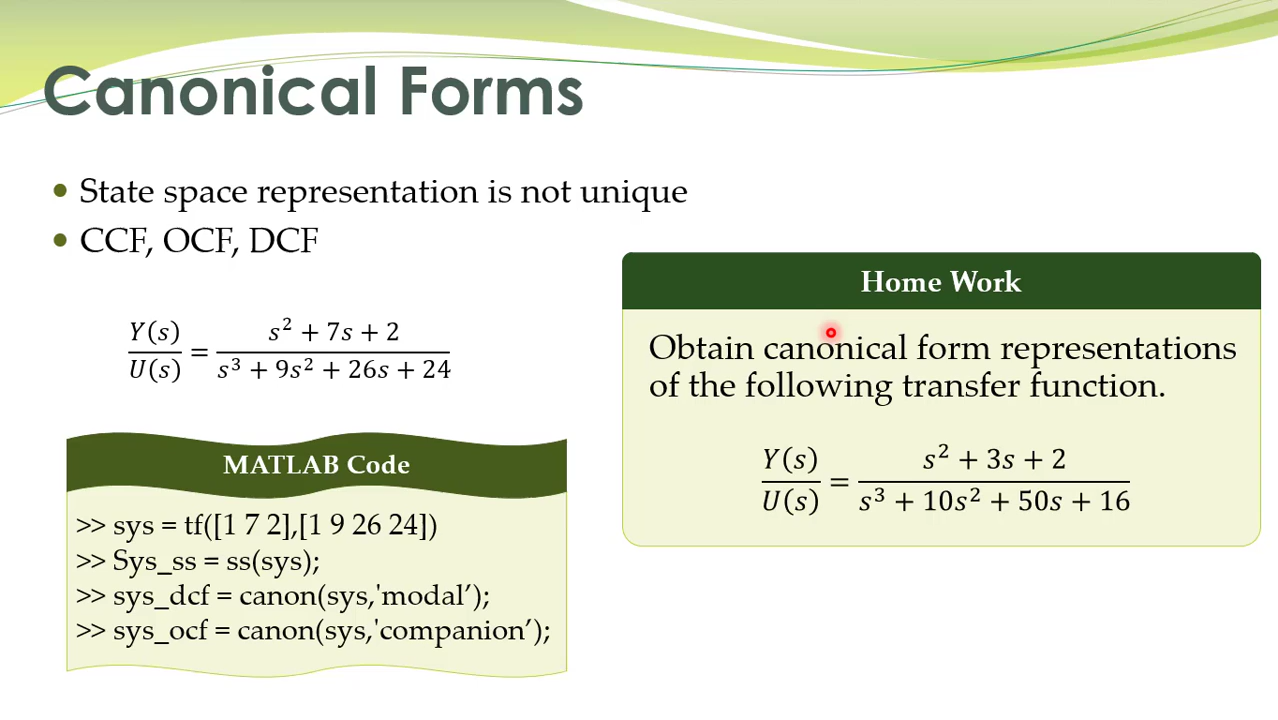 Canonical Forms
• State space representation is not unique
• CCF, OCF, DCF
Y(s)/U(s) = (s² + 7s + 2)/(s³ + 9s² + 26s + 24)
MATLAB Code
>> sys = tf([1 7 2],[1 9 26 24])
>> Sys_ss = ss(sys);
>> sys_dcf = canon(sys,'modal’);
>> sys_ocf = canon(sys,'companion’);
Home Work
Obtain canonical form representations
of the following transfer function.
Y(s)/U(s) = (s² + 3s + 2)/(s³ + 10s² + 50s + 16)